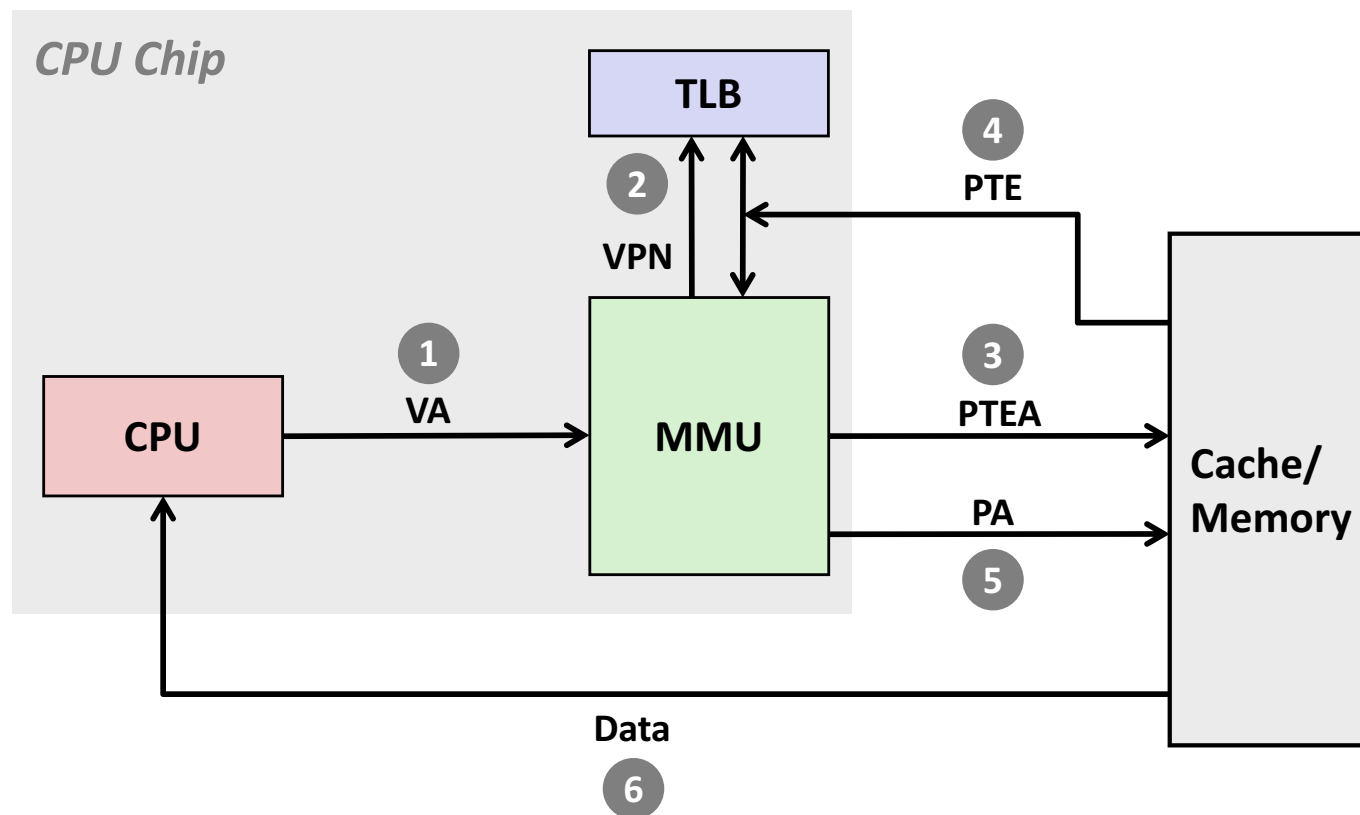 CPU Chip
TLB
4
PTE
2
VPN
1
VA
3
PTEA
CPU
MMU
Cache/
Memory
PA
5
Data
6